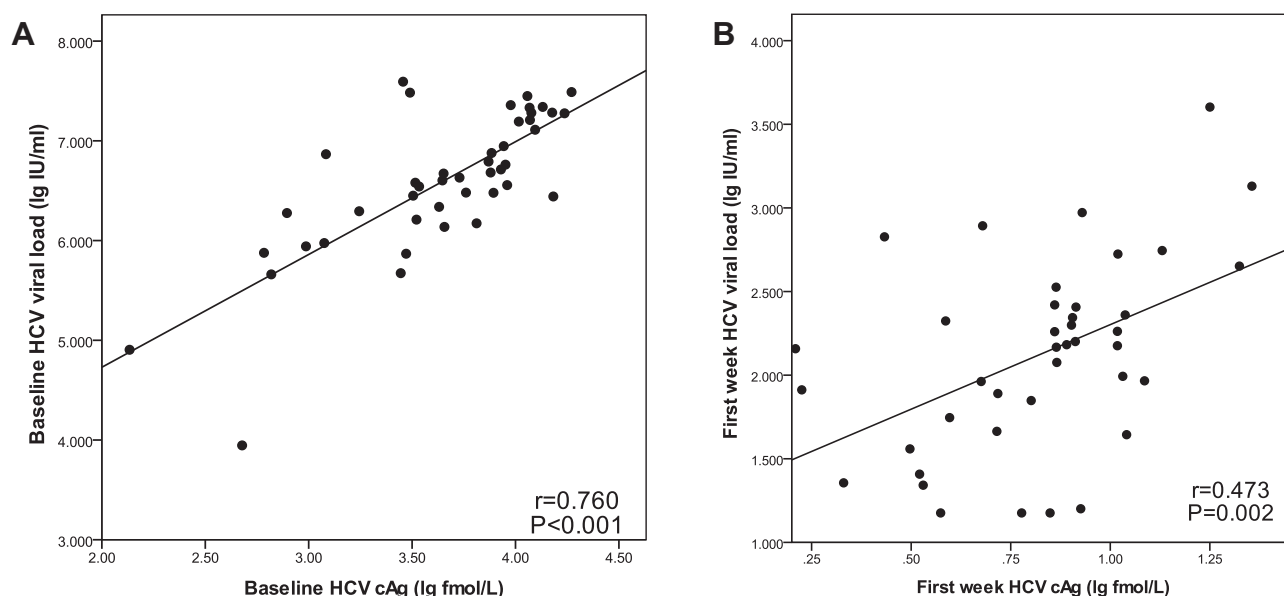 A
8.000
7.000
6.000
5.000
4.000
3.000
2.00 2.50 3.00 3.50 4.00 4.50
Baseline HCV viral load (lg IU/ml)
Baseline HCV cAg (lg fmol/L)
r=0.760
P<0.001
B
4.000
3.500
3.000
2.500
2.000
1.500
1.000
.25 .50 .75 1.00 1.25
First week HCV viral load (lg IU/ml)
First week HCV cAg (lg fmol/L)
r=0.473
P=0.002